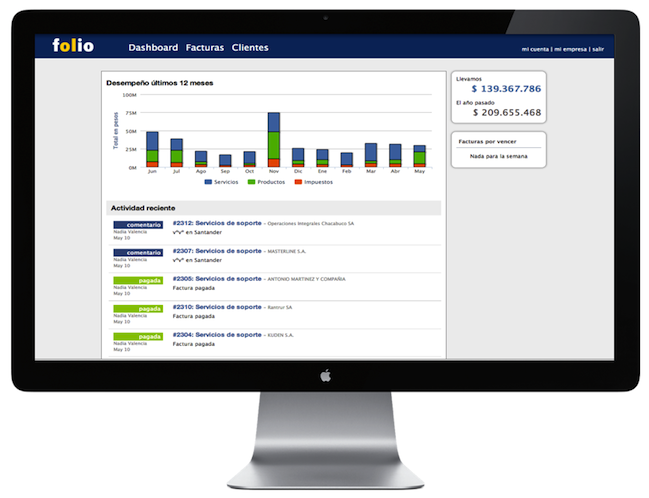 folio
Dashboard Facturas Clientes
mi cuenta | mi empresa | salir
Desempeño últimos 12 meses
100M
75M
50M
25M
0M
Total en pesos
Jun Jul Ago Sep Oct Nov Dic Ene Feb Mar Abr May
Servicios Productos Impuestos
Llevamos
$ 139.367.786
El año pasado
$ 209.655.468
Facturas por vencer
Nada para la semana
Actividad reciente
comentario #2312: Servicios de soporte - Operaciones Integrales Chacabuco SA
Nadia Valencia vºvº en Santander
May 10
comentario #2307: Servicios de soporte - MASTERLINE S.A.
Nadia Valencia vºvº en Santander
May 10
pagada #2305: Servicios de soporte - ANTONIO MARTINEZ Y COMPAÑIA
Nadia Valencia Factura pagada
May 10
pagada #2310: Servicios de soporte - Ramirur SA
Nadia Valencia Factura pagada
May 10
pagada #2304: Servicios de soporte - KUDEN S.A.
Nadia Valencia Factura pagada
May 10